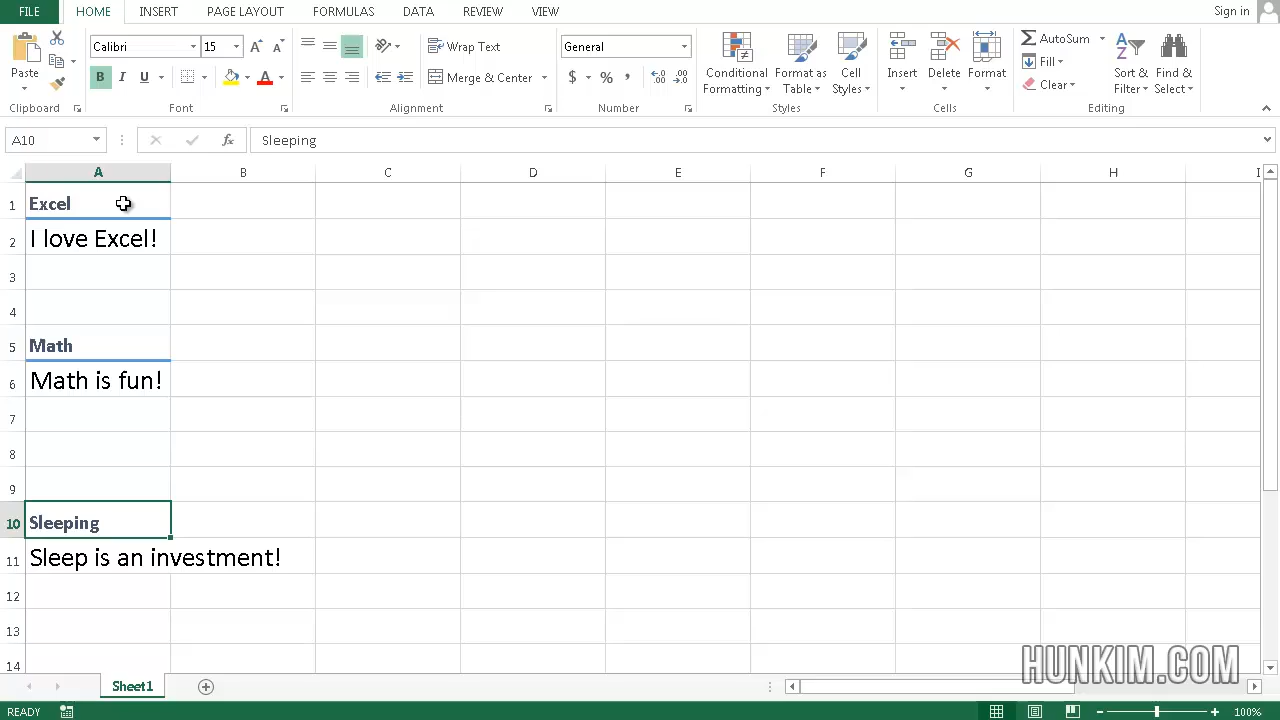 FILE HOME INSERT PAGE LAYOUT FORMULAS DATA REVIEW VIEW Sign in
Calibri 15 A A Wrap Text General AutoSum
Paste Conditional Format as Cell Insert Delete Format Fill Sort & Find &
B I U A Merge & Center $ % , Formatting Table Styles Clear Filter Select
Clipboard Font Alignment Number Styles Cells Editing
A10 fx Sleeping
A B C D E F G H I
1 Excel
2 I love Excel!
3
4
5 Math
6 Math is fun!
7
8
9
10 Sleeping
11 Sleep is an investment!
12
13
14
HUNKIM.COM
Sheet1
READY 100%